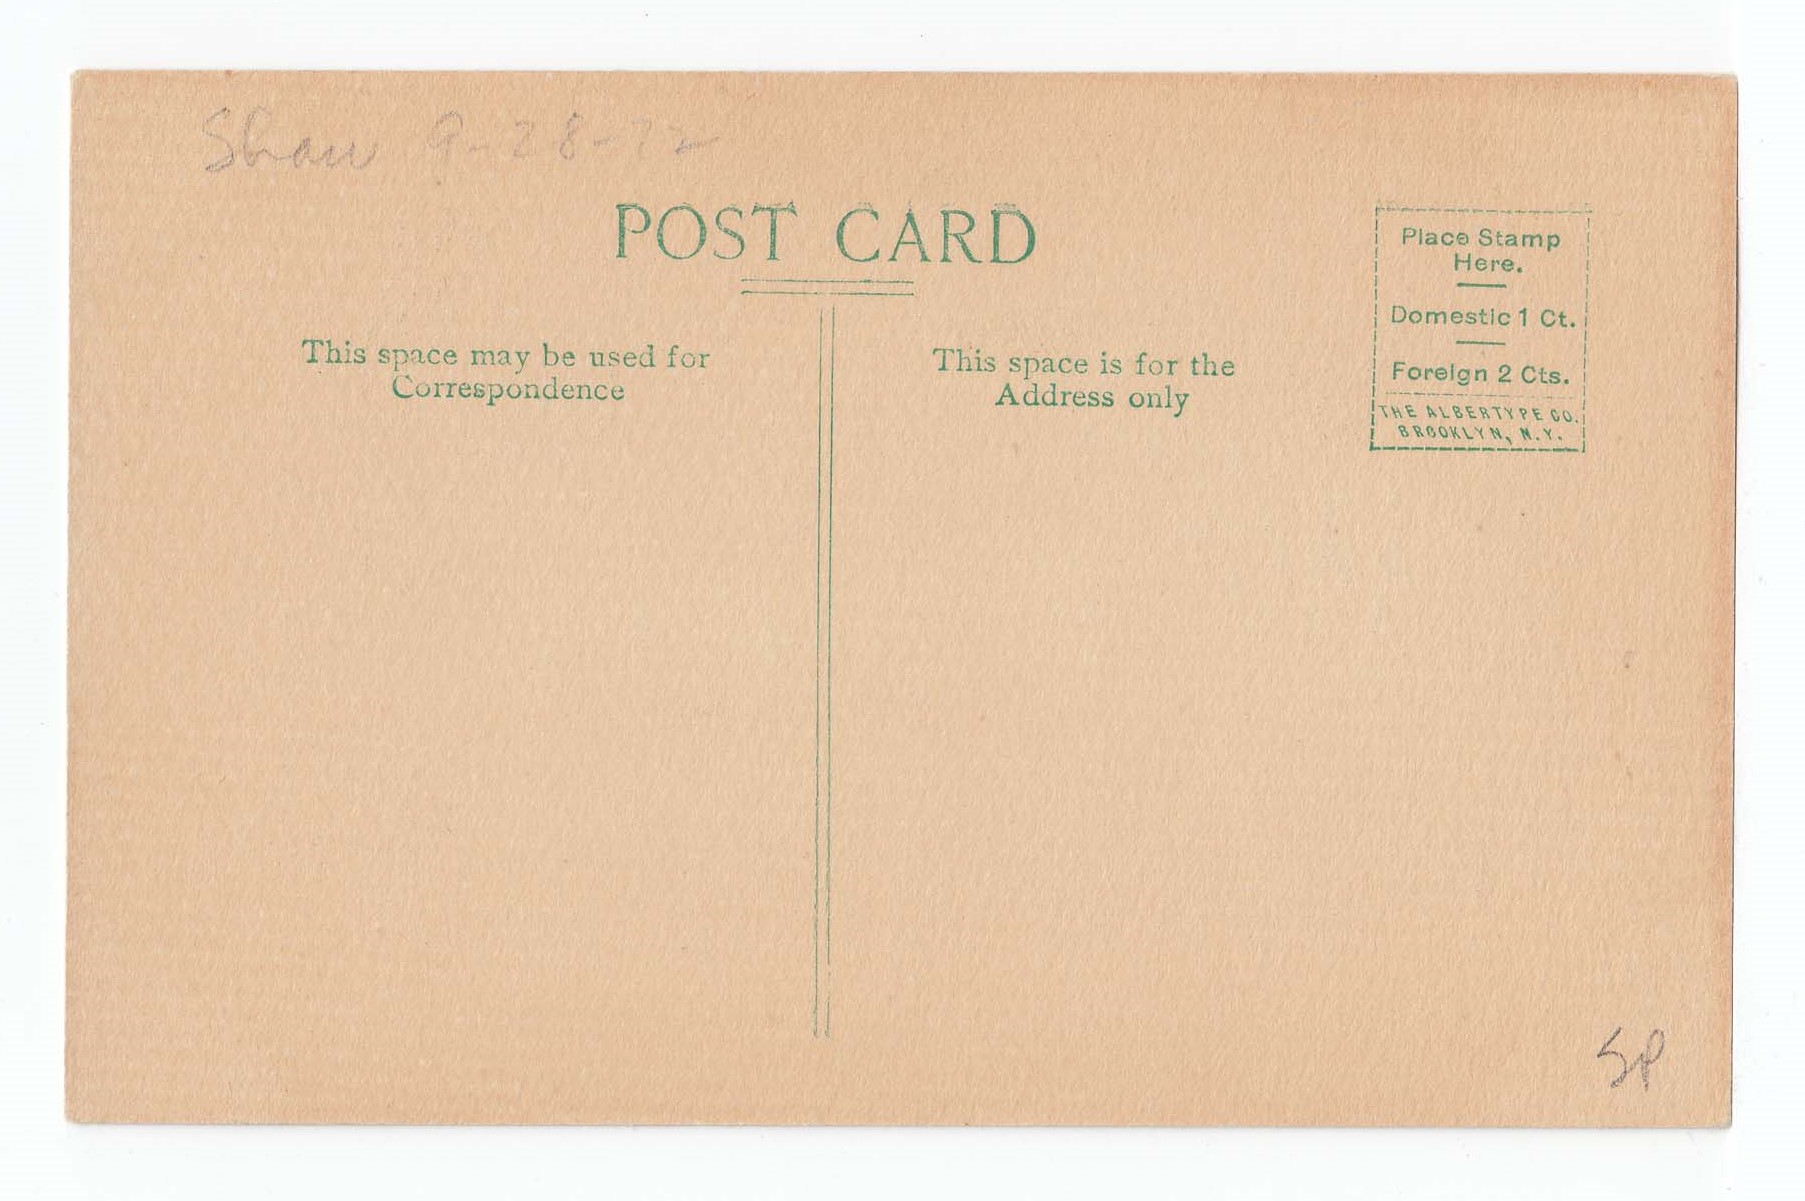 Shaw 9-28-72
POST CARD
This space may be used for
Correspondence
This space is for the
Address only
Place Stamp
Here.
Domestic 1 Ct.
Foreign 2 Cts.
THE ALBERTYPE CO.
BROOKLYN, N.Y.
SP